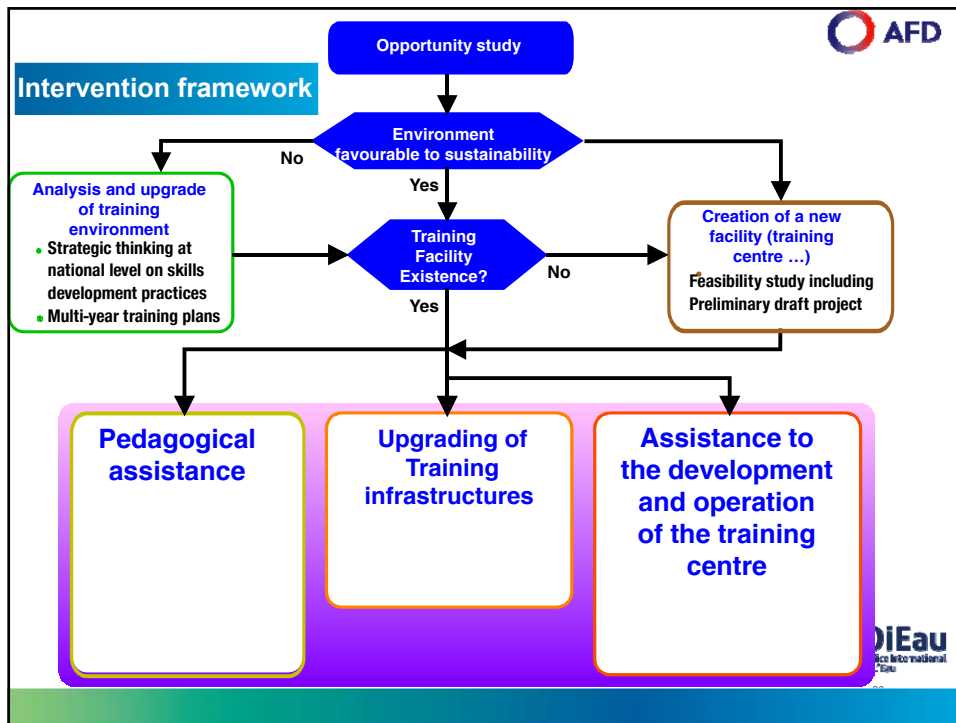 Opportunity study
AFD
Intervention framework
Environment
favourable to sustainability
No
Yes
Analysis and upgrade
of training
environment
• Strategic thinking at
national level on skills
development practices
• Multi-year training plans
Training
Facility
Existence?
No
Yes
Creation of a new
facility (training
centre ...)
• Feasibility study including
Preliminary draft project
Pedagogical
assistance
Upgrading of
Training
infrastructures
Assistance to
the development
and operation
of the training
centre
iEau
International